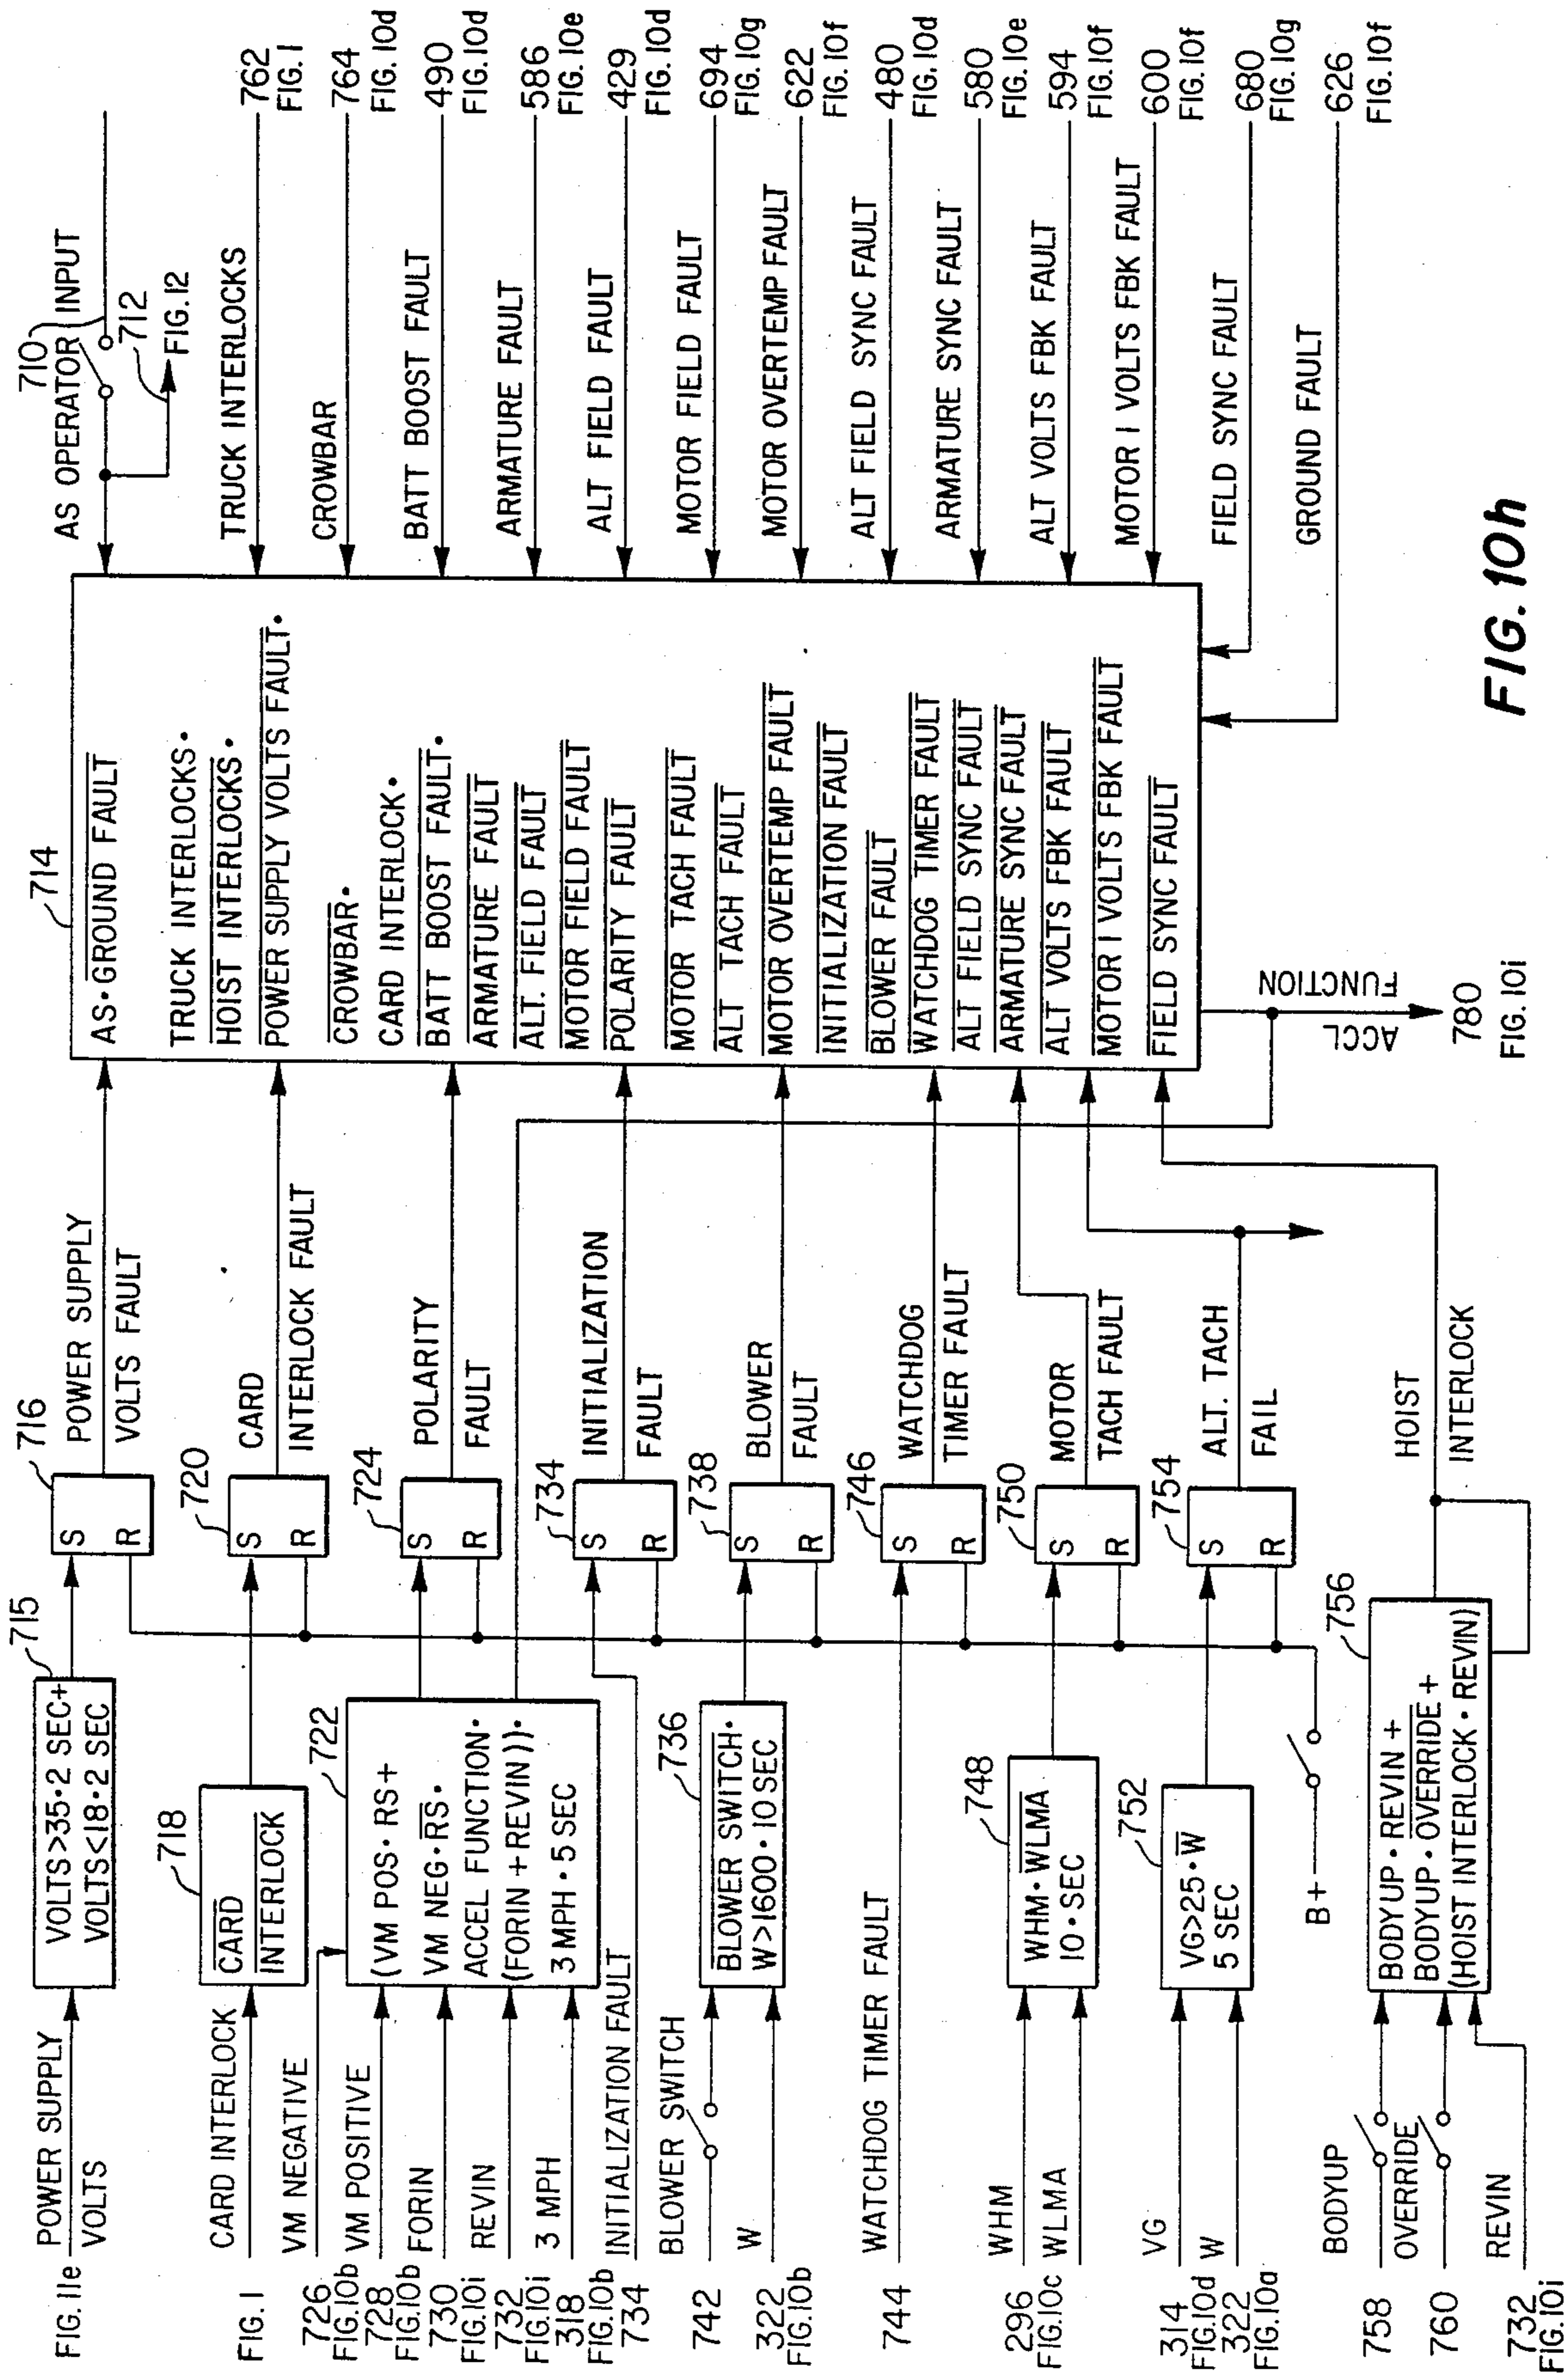 710
AS OPERATOR INPUT
712
FIG. 12
TRUCK INTERLOCKS
762
FIG. 1
CROWBAR
764
FIG. 10d
BATT BOOST FAULT
490
FIG. 10d
ARMATURE FAULT
586
FIG. 10e
ALT FIELD FAULT
429
FIG. 10d
MOTOR FIELD FAULT
694
FIG. 10g
MOTOR OVERTEMP FAULT
622
FIG. 10f
ALT FIELD SYNC FAULT
480
FIG. 10d
ARMATURE SYNC FAULT
580
FIG. 10e
ALT VOLTS FBK FAULT
594
FIG. 10f
MOTOR I VOLTS FBK FAULT
600
FIG. 10f
FIELD SYNC FAULT
680
FIG. 10g
GROUND FAULT
626
FIG. 10f
714
AS•GROUND FAULT
TRUCK INTERLOCKS•
HOIST INTERLOCKS•
POWER SUPPLY VOLTS FAULT•
CROWBAR•
CARD INTERLOCK•
BATT BOOST FAULT•
ARMATURE FAULT
ALT. FIELD FAULT
MOTOR FIELD FAULT
POLARITY FAULT
MOTOR TACH FAULT
ALT TACH FAULT
MOTOR OVERTEMP FAULT
INITIALIZATION FAULT
BLOWER FAULT
WATCHDOG TIMER FAULT
ALT FIELD SYNC FAULT
ARMATURE SYNC FAULT
ALT VOLTS FBK FAULT
MOTOR I VOLTS FBK FAULT
FIELD SYNC FAULT
ACCL
FUNCTION
780
FIG. 10i
716
S
R
POWER SUPPLY
VOLTS FAULT
720
S
R
CARD
INTERLOCK FAULT
724
S
R
POLARITY
FAULT
734
S
R
INITIALIZATION
FAULT
738
S
R
BLOWER
FAULT
746
S
R
WATCHDOG
TIMER FAULT
750
S
R
MOTOR
TACH FAULT
754
S
R
ALT. TACH
FAIL
HOIST
INTERLOCK
715
VOLTS>35•2 SEC+
VOLTS<18•2 SEC
718
CARD
INTERLOCK
722
(VM POS•RS+
VM NEG•RS•
ACCEL FUNCTION•
(FORIN+REVIN))•
3 MPH•5 SEC
736
BLOWER SWITCH•
W>1600•10 SEC
748
WHM•WLMA
10•SEC
752
VG>25•W
5 SEC
B+
756
BODYUP•REVIN+
BODYUP•OVERRIDE+
(HOIST INTERLOCK•REVIN)
FIG. 11e
POWER SUPPLY
VOLTS
FIG. 1
CARD INTERLOCK
726
FIG. 10b
VM NEGATIVE
728
FIG. 10b
VM POSITIVE
730
FIG. 10i
FORIN
732
FIG. 10i
REVIN
318
FIG. 10b
3 MPH
734
INITIALIZATION FAULT
742
BLOWER SWITCH
322
FIG. 10b
W
744
WATCHDOG TIMER FAULT
296
FIG. 10c
WHM
WLMA
314
FIG. 10d
VG
322
FIG. 10a
W
758
BODYUP
760
OVERRIDE
732
FIG. 10i
REVIN
FIG. 10h